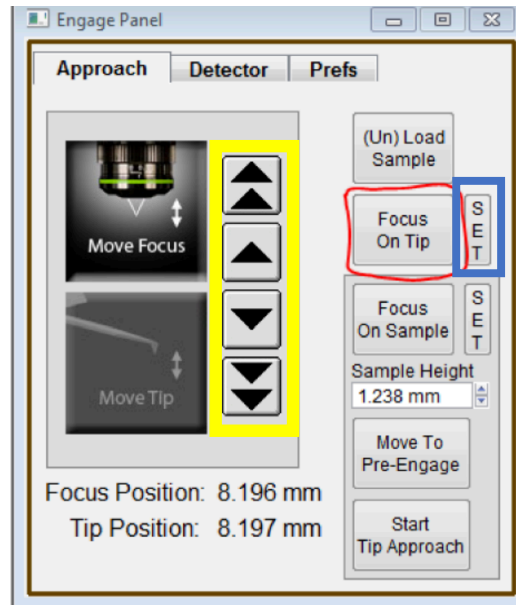 Engage Panel
Approach
Detector
Prefs
Move Focus
Move Tip
Focus Position: 8.196 mm
Tip Position: 8.197 mm
(Un) Load
Sample
Focus
On Tip
S
E
T
Focus
On Sample
S
E
T
Sample Height
1.238 mm
Move To
Pre-Engage
Start
Tip Approach